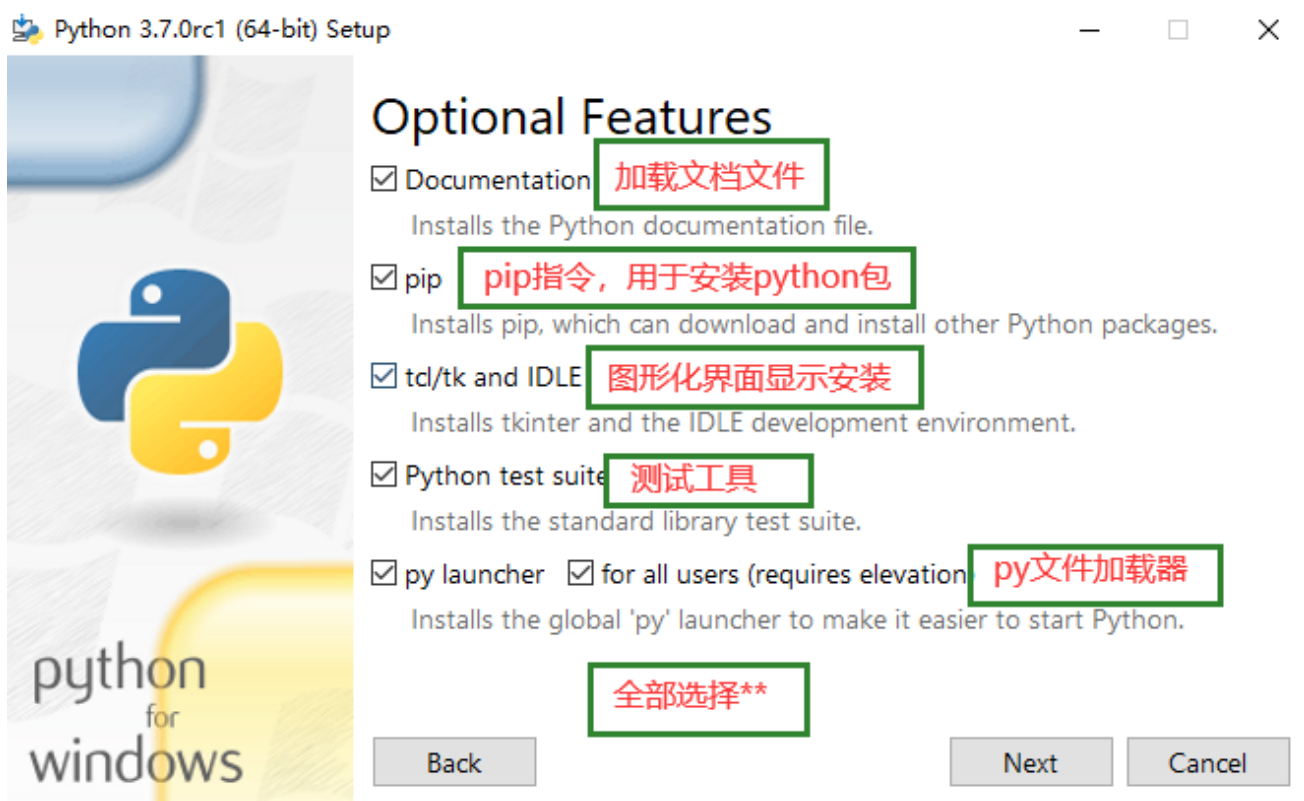 Python 3.7.0rc1 (64-bit) Setup
Optional Features
Documentation 加载文档文件
Installs the Python documentation file.
pip pip指令，用于安装python包
Installs pip, which can download and install other Python packages.
tcl/tk and IDLE 图形化界面显示安装
Installs tkinter and the IDLE development environment.
Python test suite 测试工具
Installs the standard library test suite.
py launcher for all users (requires elevation) py文件加载器
Installs the global 'py' launcher to make it easier to start Python.
全部选择**
python
for
windows
Back Next Cancel